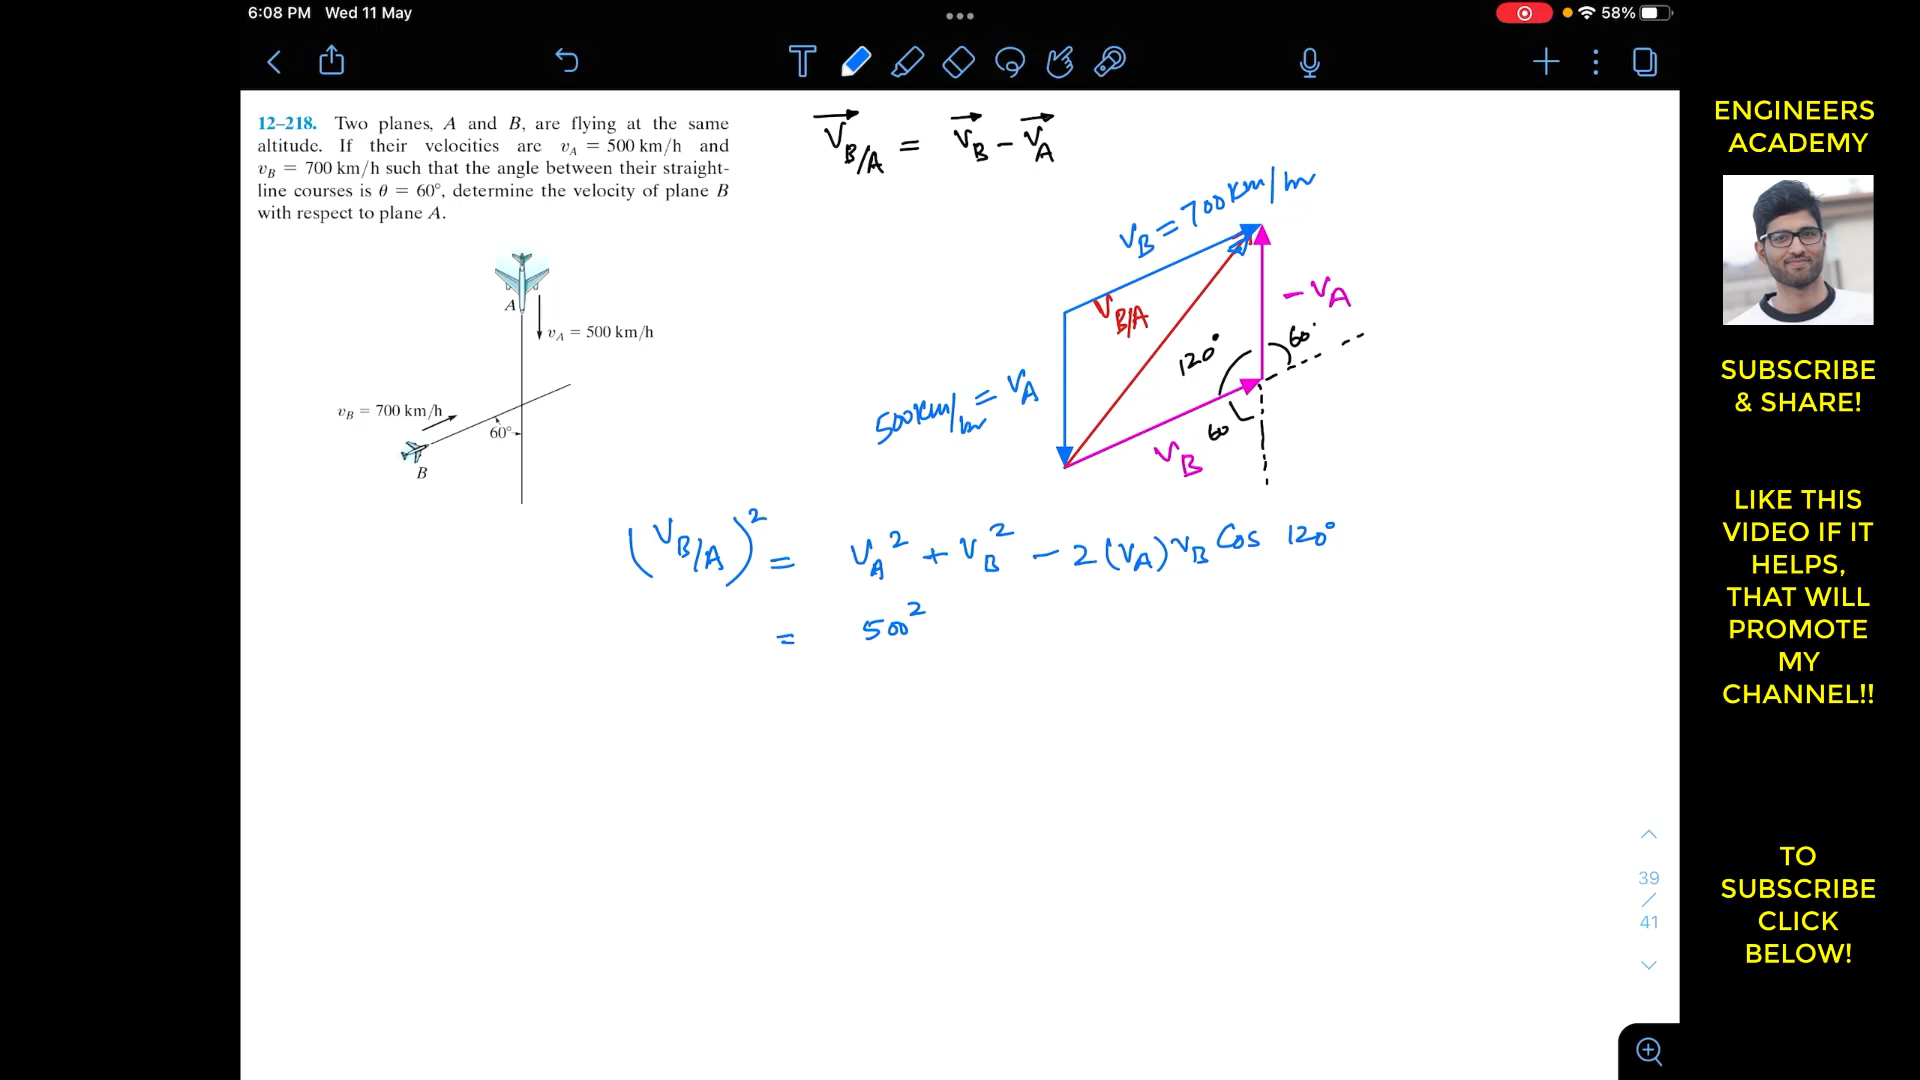 6:08 PM Wed 11 May
58%
12–218. Two planes, A and B, are flying at the same
altitude. If their velocities are vA = 500 km/h and
vB = 700 km/h such that the angle between their straight-
line courses is θ = 60°, determine the velocity of plane B
with respect to plane A.
A
vA = 500 km/h
vB = 700 km/h
60°
B
VB/A = VB - VA
VB = 700 km/hr
VB/A
- VA
120°
60°
500km/hr = VA
60
VB
(VB/A)² = VA² + VB² - 2 (VA) VB Cos 120°
= 500²
39
/
41
ENGINEERS
ACADEMY
SUBSCRIBE
& SHARE!
LIKE THIS
VIDEO IF IT
HELPS,
THAT WILL
PROMOTE
MY
CHANNEL!!
TO
SUBSCRIBE
CLICK
BELOW!